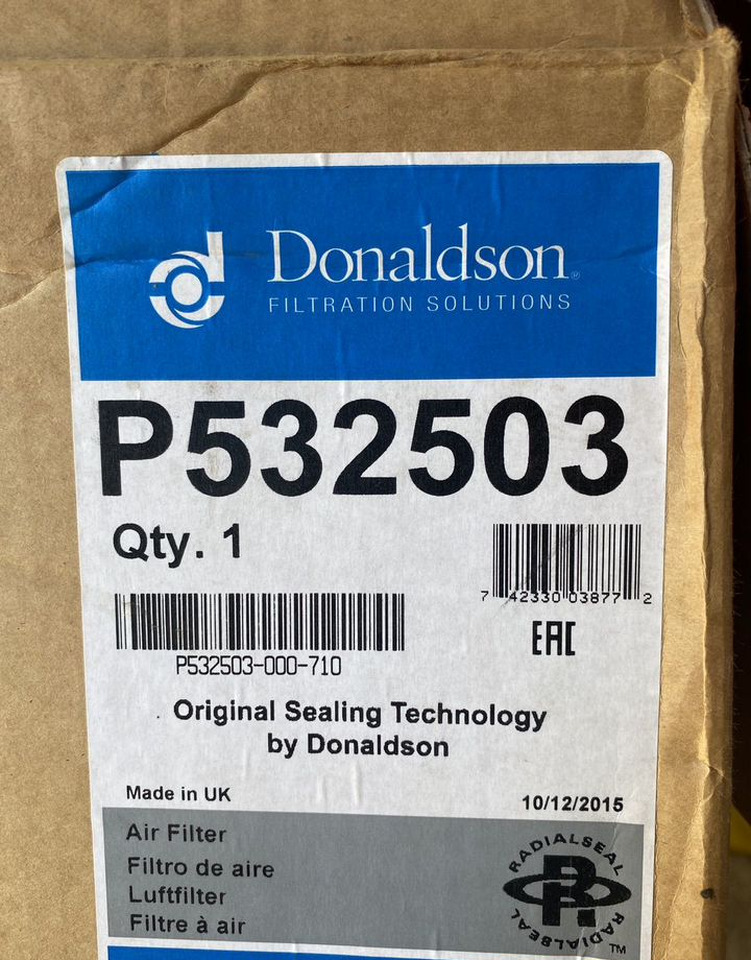 Donaldson®
FILTRATION SOLUTIONS
P532503
Qty. 1
7 42330 03877 2
P532503-000-710
EAC
Original Sealing Technology
by Donaldson
Made in UK
10/12/2015
Air Filter
Filtro de aire
Luftfilter
Filtre à air
RADIALSEAL
R
RADIALSEAL
TM